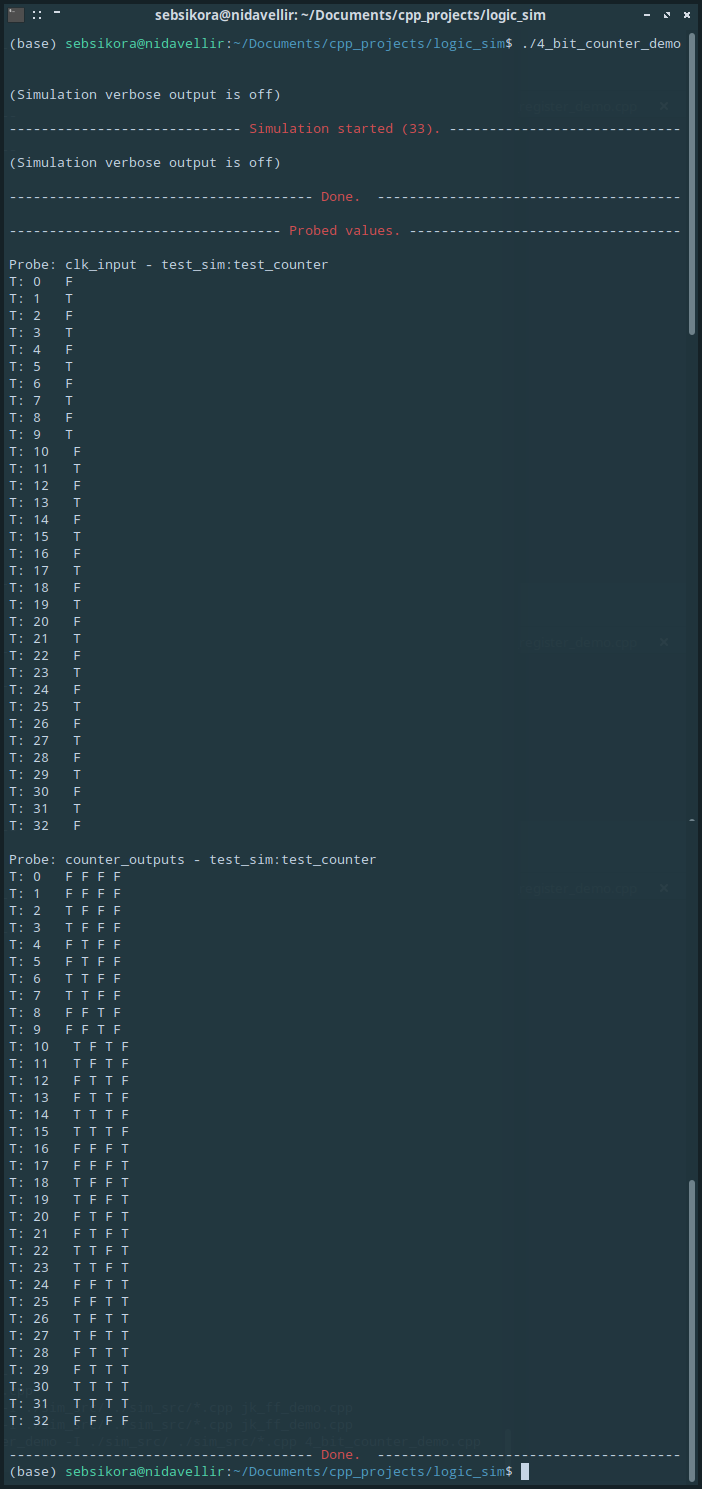 sebsikora@nidavellir: ~/Documents/cpp_projects/logic_sim
(base) sebsikora@nidavellir:~/Documents/cpp_projects/logic_sim$ ./4_bit_counter_demo
(Simulation verbose output is off)
----------------------------- Simulation started (33). -----------------------------
(Simulation verbose output is off)
-------------------------------------- Done.  --------------------------------------
---------------------------------- Probed values. ----------------------------------
Probe: clk_input - test_sim:test_counter
T: 0   F
T: 1   T
T: 2   F
T: 3   T
T: 4   F
T: 5   T
T: 6   F
T: 7   T
T: 8   F
T: 9   T
T: 10   F
T: 11   T
T: 12   F
T: 13   T
T: 14   F
T: 15   T
T: 16   F
T: 17   T
T: 18   F
T: 19   T
T: 20   F
T: 21   T
T: 22   F
T: 23   T
T: 24   F
T: 25   T
T: 26   F
T: 27   T
T: 28   F
T: 29   T
T: 30   F
T: 31   T
T: 32   F
Probe: counter_outputs - test_sim:test_counter
T: 0   F F F F
T: 1   F F F F
T: 2   T F F F
T: 3   T F F F
T: 4   F T F F
T: 5   F T F F
T: 6   T T F F
T: 7   T T F F
T: 8   F F T F
T: 9   F F T F
T: 10   T F T F
T: 11   T F T F
T: 12   F T T F
T: 13   F T T F
T: 14   T T T F
T: 15   T T T F
T: 16   F F F T
T: 17   F F F T
T: 18   T F F T
T: 19   T F F T
T: 20   F T F T
T: 21   F T F T
T: 22   T T F T
T: 23   T T F T
T: 24   F F T T
T: 25   F F T T
T: 26   T F T T
T: 27   T F T T
T: 28   F T T T
T: 29   F T T T
T: 30   T T T T
T: 31   T T T T
T: 32   F F F F
-------------------------------------- Done.  --------------------------------------
(base) sebsikora@nidavellir:~/Documents/cpp_projects/logic_sim$